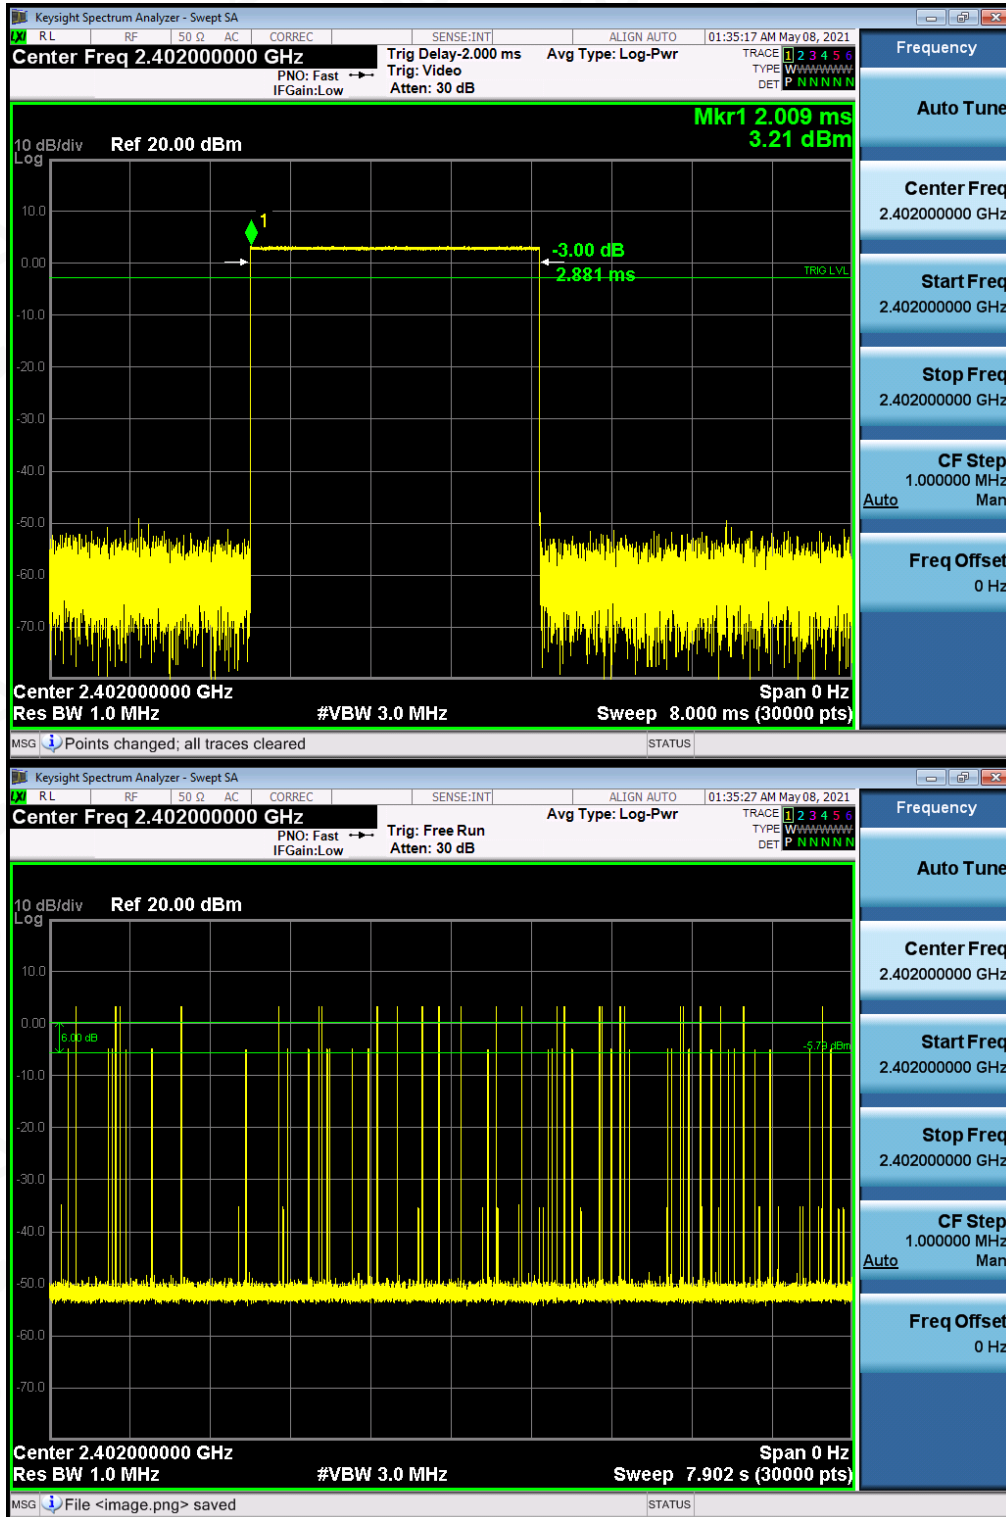 Keysight Spectrum Analyzer - Swept SA
LXI RL RF 50 Ω AC CORREC SENSE:INT ALIGN AUTO 01:35:17 AM May 08, 2021
Center Freq 2.402000000 GHz
PNO: Fast
IFGain:Low
Trig Delay-2.000 ms
Trig: Video
Atten: 30 dB
Avg Type: Log-Pwr
TRACE 1 2 3 4 5 6
TYPE WWWWWW
DET P N N N N N
Mkr1 2.009 ms
3.21 dBm
10 dB/div Ref 20.00 dBm
Log
10.0
0.00
-10.0
-20.0
-30.0
-40.0
-50.0
-60.0
-70.0
1
-3.00 dB
2.881 ms
TRIG LVL
Center 2.402000000 GHz Span 0 Hz
Res BW 1.0 MHz #VBW 3.0 MHz Sweep 8.000 ms (30000 pts)
MSG Points changed; all traces cleared STATUS
Frequency
Auto Tune
Center Freq
2.402000000 GHz
Start Freq
2.402000000 GHz
Stop Freq
2.402000000 GHz
CF Step
1.000000 MHz
Auto Man
Freq Offset
0 Hz
Keysight Spectrum Analyzer - Swept SA
LXI RL RF 50 Ω AC CORREC SENSE:INT ALIGN AUTO 01:35:27 AM May 08, 2021
Center Freq 2.402000000 GHz
PNO: Fast
IFGain:Low
Trig: Free Run
Atten: 30 dB
Avg Type: Log-Pwr
TRACE 1 2 3 4 5 6
TYPE WWWWWW
DET P N N N N N
10 dB/div Ref 20.00 dBm
Log
10.0
0.00
-10.0
-20.0
-30.0
-40.0
-50.0
-60.0
-70.0
6.00 dB
-5.79 dBm
Center 2.402000000 GHz Span 0 Hz
Res BW 1.0 MHz #VBW 3.0 MHz Sweep 7.902 s (30000 pts)
MSG File <image.png> saved STATUS
Frequency
Auto Tune
Center Freq
2.402000000 GHz
Start Freq
2.402000000 GHz
Stop Freq
2.402000000 GHz
CF Step
1.000000 MHz
Auto Man
Freq Offset
0 Hz